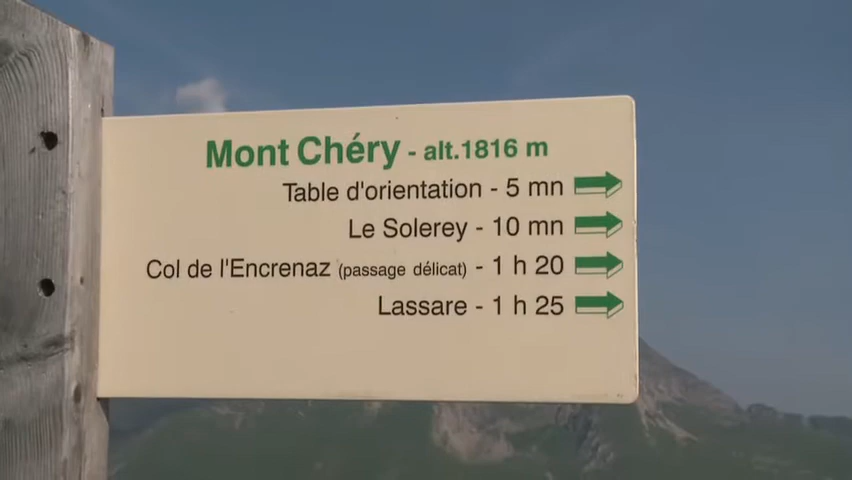 Mont Chéry - alt.1816 m
Table d'orientation - 5 mn
Le Solerey - 10 mn
Col de l'Encrenaz (passage délicat) - 1 h 20
Lassare - 1 h 25